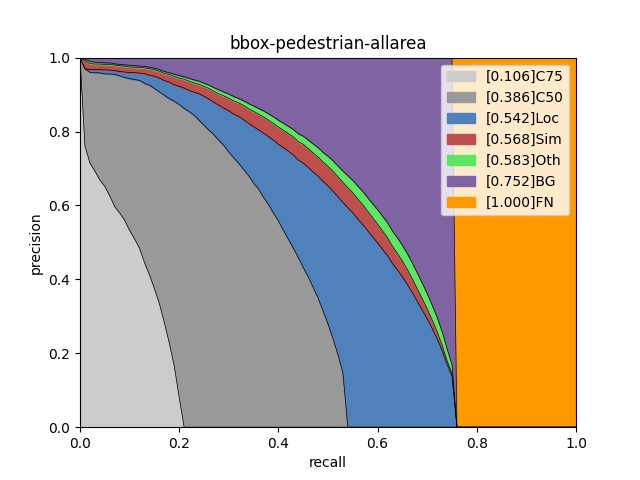 bbox-pedestrian-allarea
1.0
0.8
0.6
0.4
0.2
0.0
precision
[0.106]C75
[0.386]C50
[0.542]Loc
[0.568]Sim
[0.583]Oth
[0.752]BG
[1.000]FN
0.0 0.2 0.4 0.6 0.8 1.0
recall